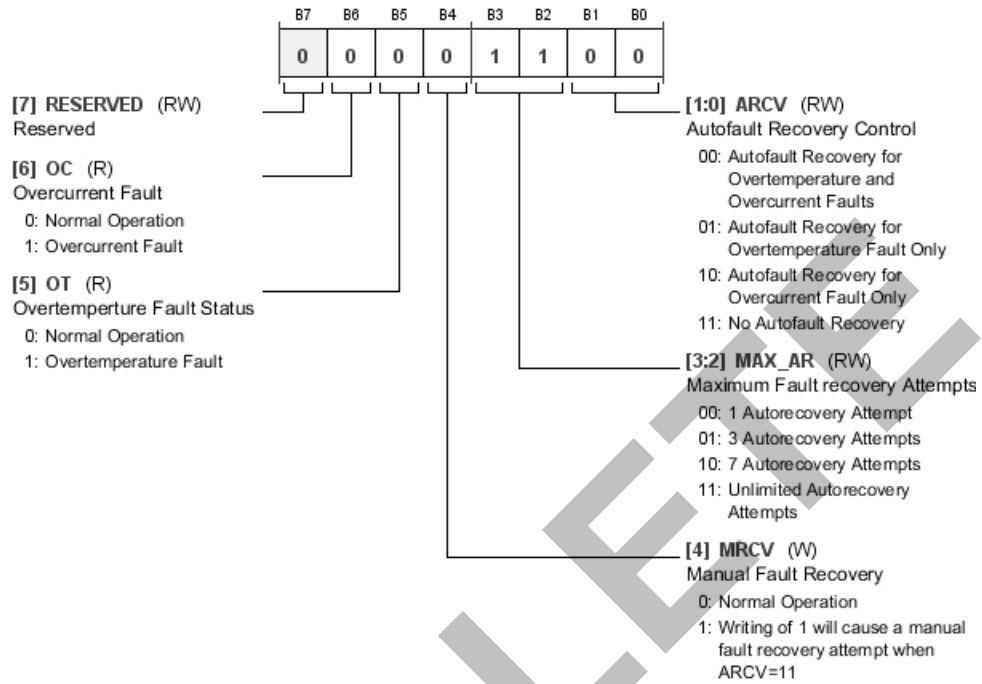 B7 B6 B5 B4 B3 B2 B1 B0
0 0 0 0 1 1 0 0
[7] RESERVED (RW)
Reserved
[6] OC (R)
Overcurrent Fault
0: Normal Operation
1: Overcurrent Fault
[5] OT (R)
Overtemperture Fault Status
0: Normal Operation
1: Overtemperature Fault
[1:0] ARCV (RW)
Autofault Recovery Control
00: Autofault Recovery for
Overtemperature and
Overcurrent Faults
01: Autofault Recovery for
Overtemperature Fault Only
10: Autofault Recovery for
Overcurrent Fault Only
11: No Autofault Recovery
[3:2] MAX_AR (RW)
Maximum Fault recovery Attempts
00: 1 Autorecovery Attempt
01: 3 Autorecovery Attempts
10: 7 Autorecovery Attempts
11: Unlimited Autorecovery
Attempts
[4] MRCV (W)
Manual Fault Recovery
0: Normal Operation
1: Writing of 1 will cause a manual
fault recovery attempt when
ARCV=11
LETE